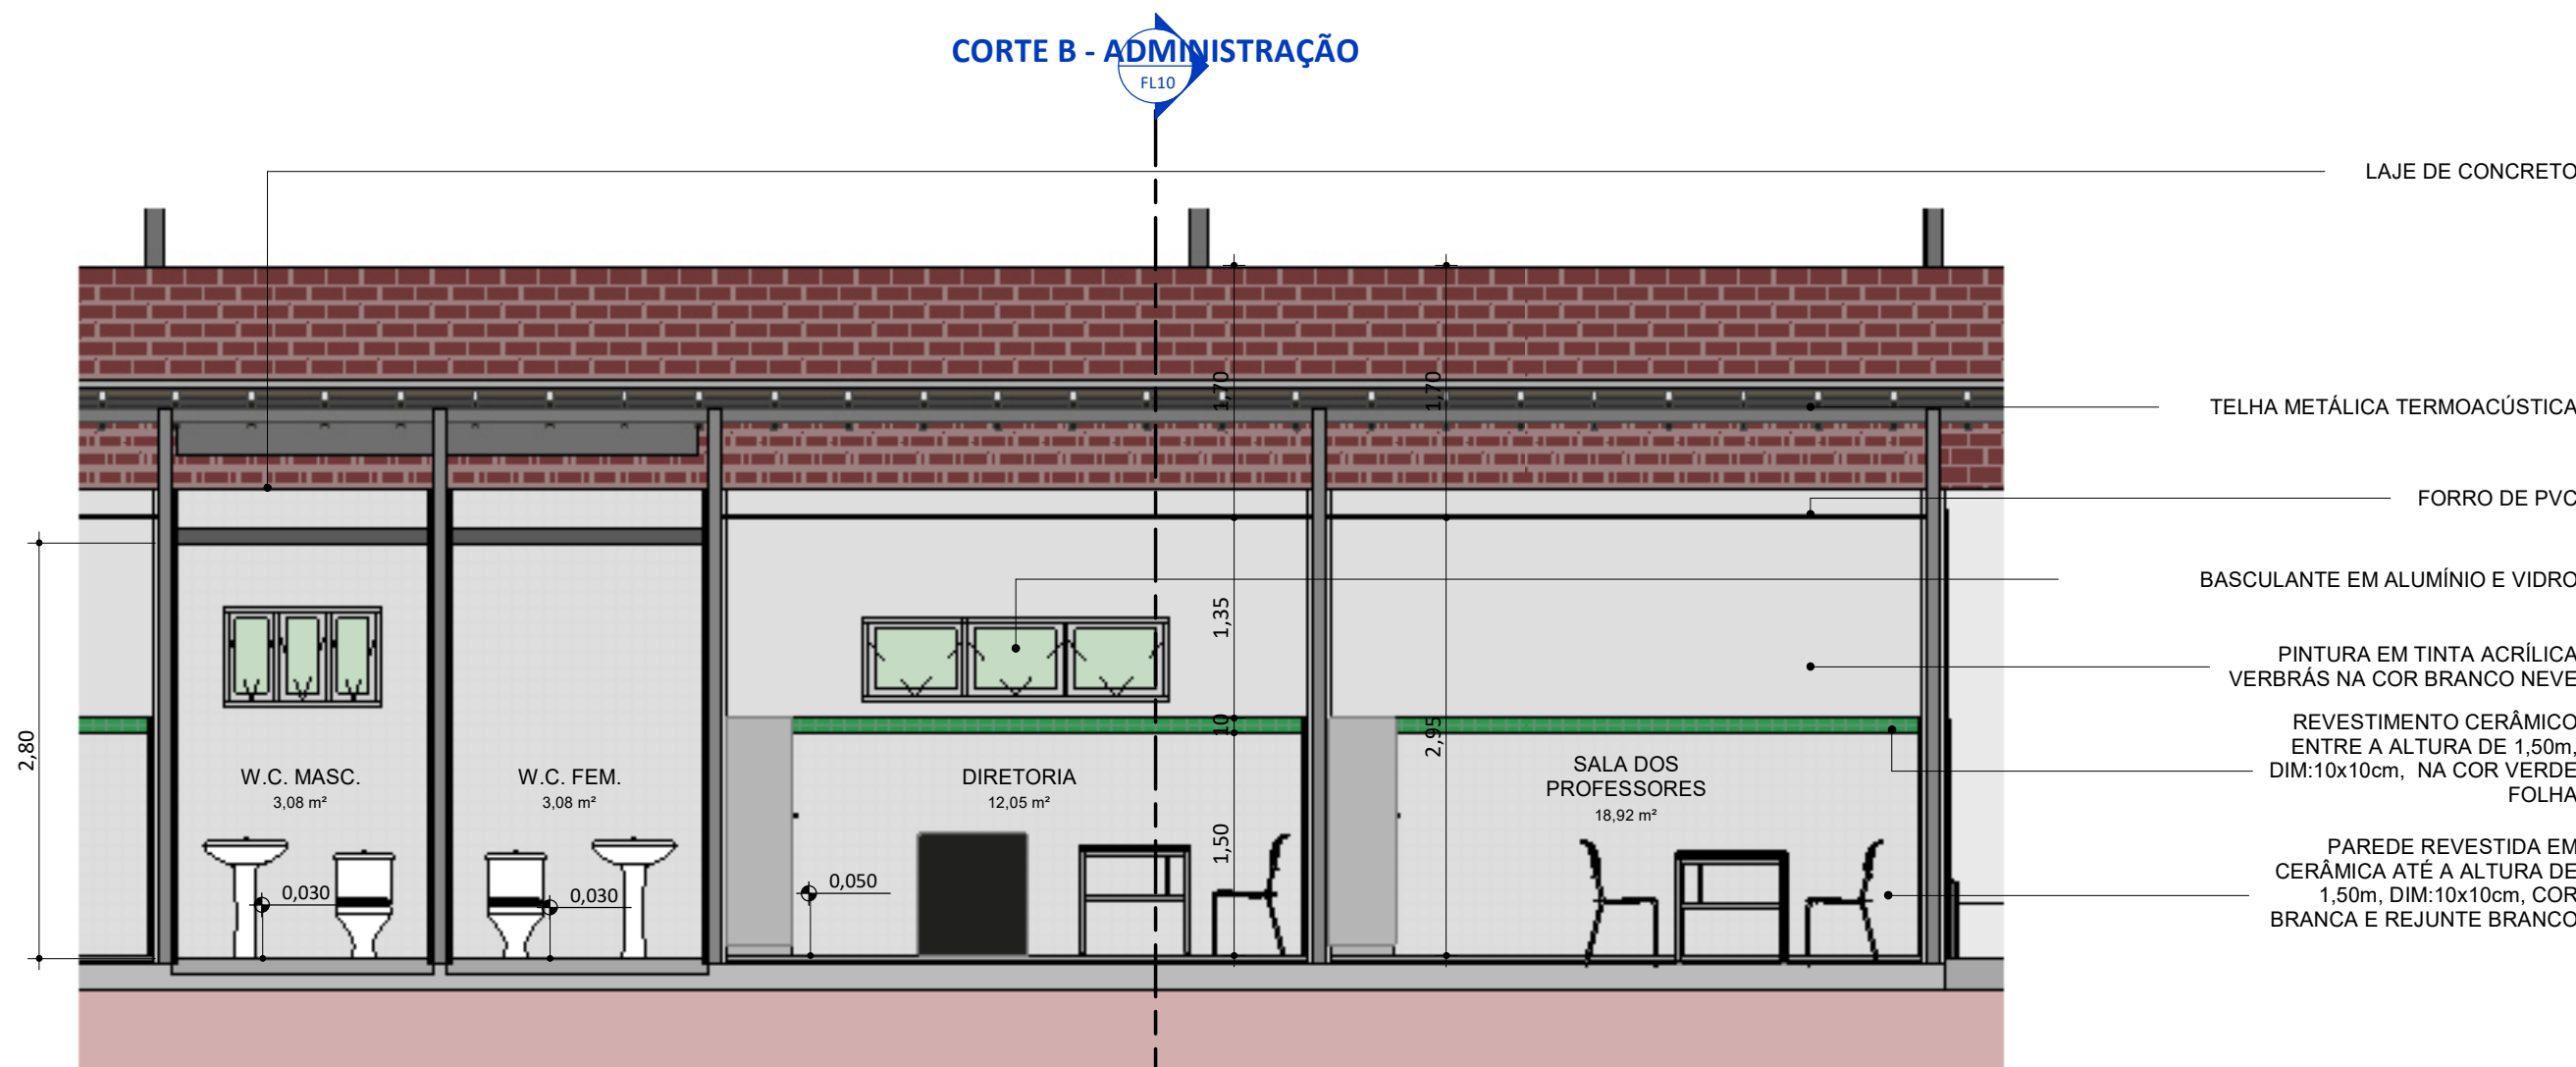 CORTE B - ADMINISTRAÇÃO
FL10
LAJE DE CONCRETO
TELHA METÁLICA TERMOACÚSTICA
FORRO DE PVC
BASCULANTE EM ALUMÍNIO E VIDRO
PINTURA EM TINTA ACRÍLICA
VERBRÁS NA COR BRANCO NEVE
REVESTIMENTO CERÂMICO
ENTRE A ALTURA DE 1,50m,
DIM:10x10cm, NA COR VERDE
FOLHA
PAREDE REVESTIDA EM
CERÂMICA ATÉ A ALTURA DE
1,50m, DIM:10x10cm, COR
BRANCA E REJUNTE BRANCO
1,70
1,70
1,35
10
2,95
1,50
2,80
W.C. MASC.
3,08 m²
W.C. FEM.
3,08 m²
DIRETORIA
12,05 m²
SALA DOS
PROFESSORES
18,92 m²
0,030
0,030
0,050